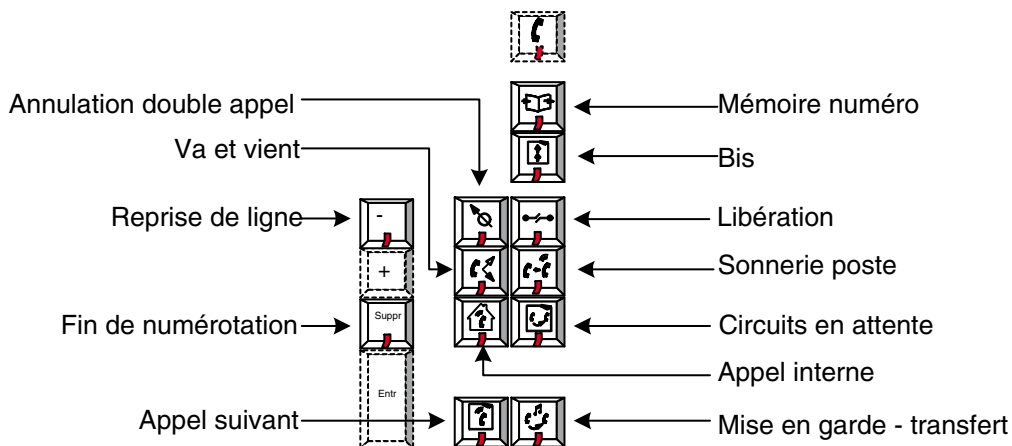 Annulation double appel
Mémoire numéro
Va et vient
Bis
Reprise de ligne
-
Libération
+
Sonnerie poste
Fin de numérotation
Suppr
Circuits en attente
Appel interne
Entr
Appel suivant
Mise en garde - transfert